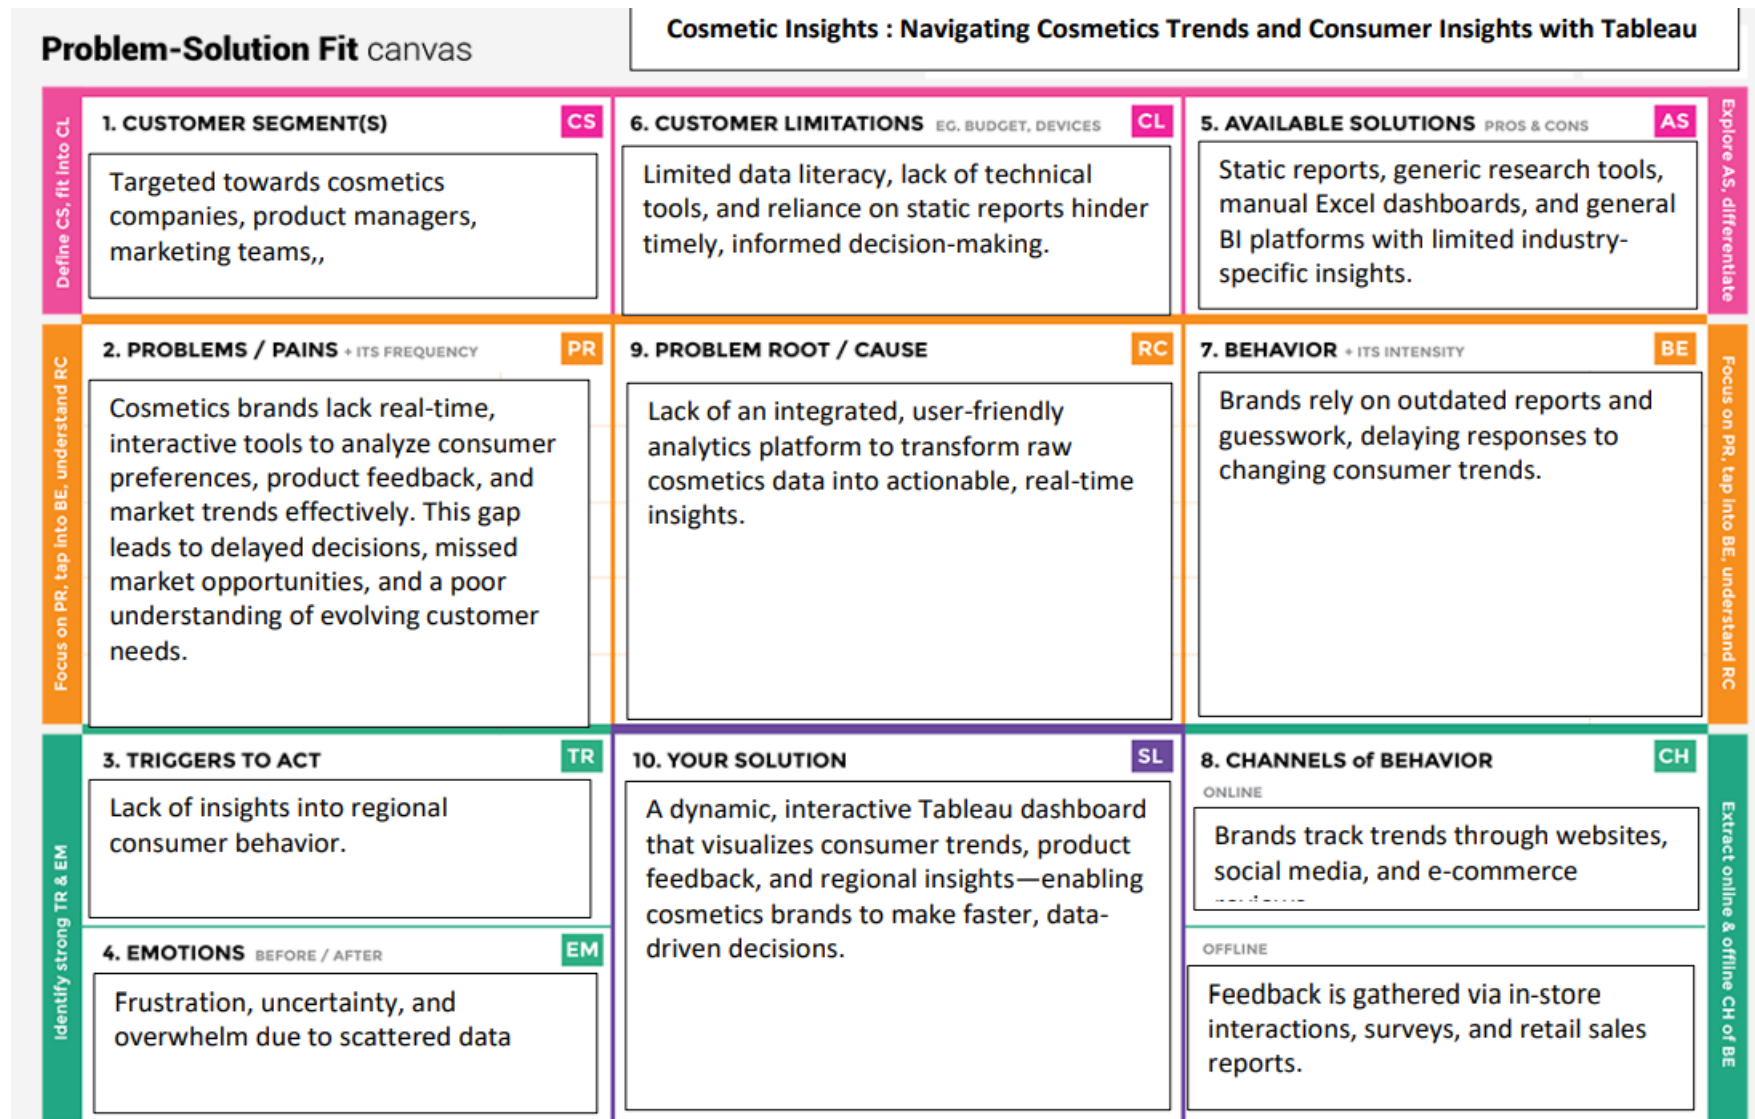 Cosmetic Insights : Navigating Cosmetics Trends and Consumer Insights with Tableau
Problem-Solution Fit canvas
Define CS, fit into CL
1. CUSTOMER SEGMENT(S)
CS
Targeted towards cosmetics
companies, product managers,
marketing teams,,
6. CUSTOMER LIMITATIONS EG. BUDGET, DEVICES
CL
Limited data literacy, lack of technical
tools, and reliance on static reports hinder
timely, informed decision-making.
5. AVAILABLE SOLUTIONS PROS & CONS
AS
Static reports, generic research tools,
manual Excel dashboards, and general
BI platforms with limited industry-
specific insights.
Explore AS, differentiate
Focus on PR, tap into BE, understand RC
2. PROBLEMS / PAINS + ITS FREQUENCY
PR
Cosmetics brands lack real-time,
interactive tools to analyze consumer
preferences, product feedback, and
market trends effectively. This gap
leads to delayed decisions, missed
market opportunities, and a poor
understanding of evolving customer
needs.
9. PROBLEM ROOT / CAUSE
RC
Lack of an integrated, user-friendly
analytics platform to transform raw
cosmetics data into actionable, real-time
insights.
7. BEHAVIOR + ITS INTENSITY
BE
Brands rely on outdated reports and
guesswork, delaying responses to
changing consumer trends.
Focus on PR, tap into BE, understand RC
Identify strong TR & EM
3. TRIGGERS TO ACT
TR
Lack of insights into regional
consumer behavior.
4. EMOTIONS BEFORE / AFTER
EM
Frustration, uncertainty, and
overwhelm due to scattered data
10. YOUR SOLUTION
SL
A dynamic, interactive Tableau dashboard
that visualizes consumer trends, product
feedback, and regional insights—enabling
cosmetics brands to make faster, data-
driven decisions.
8. CHANNELS of BEHAVIOR
CH
ONLINE
Brands track trends through websites,
social media, and e-commerce
OFFLINE
Feedback is gathered via in-store
interactions, surveys, and retail sales
reports.
Extract online & offline CH of BE